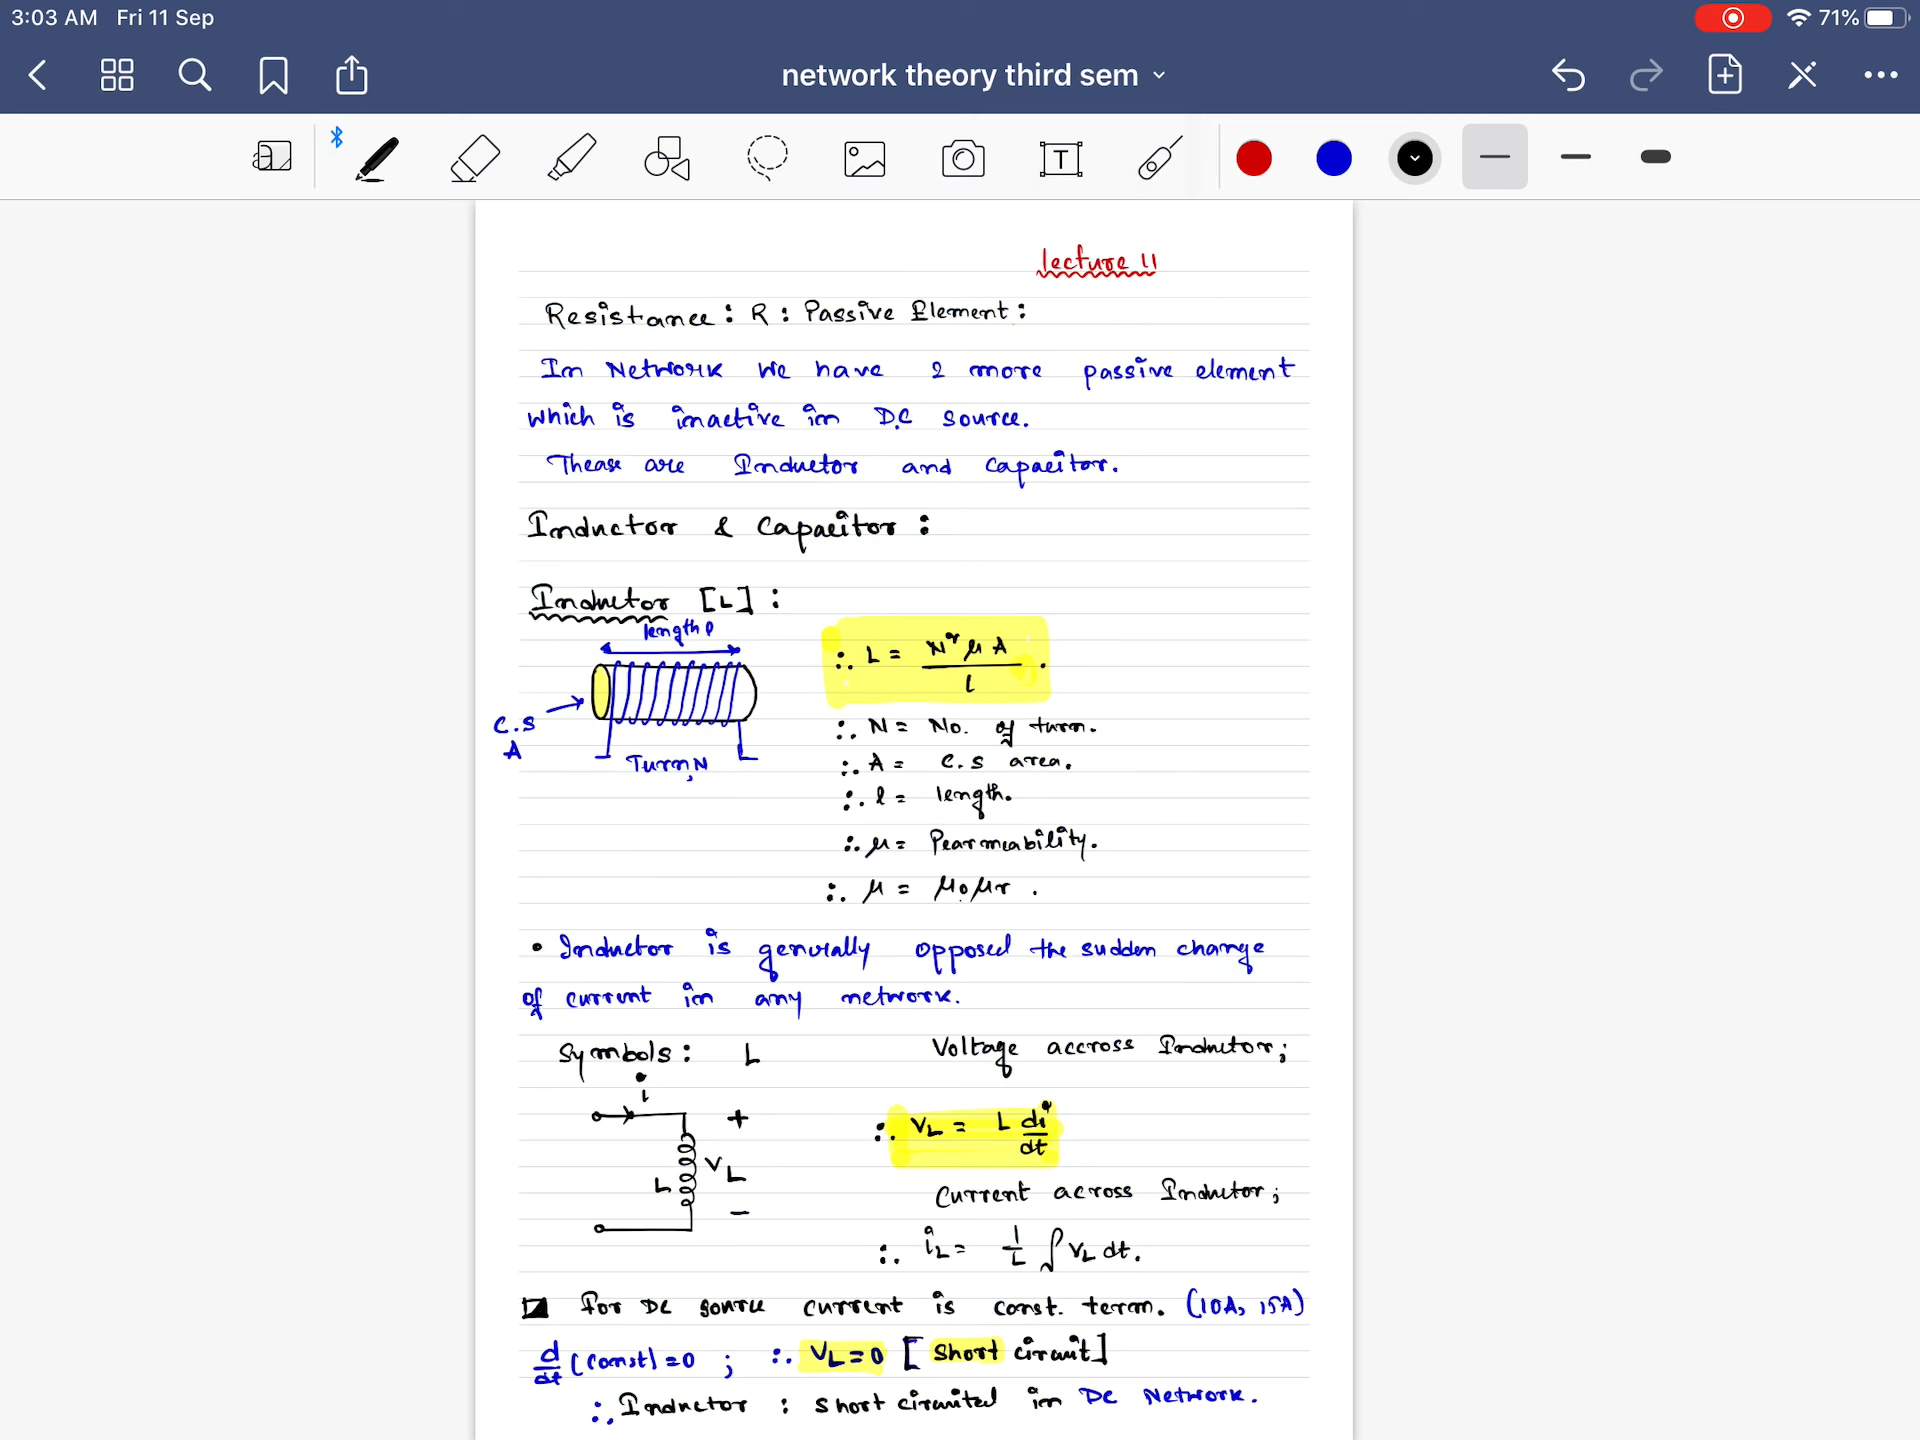 3:03 AM Fri 11 Sep
71%
network theory third sem
T
lecture 11
Resistance: R: Passive Element:
In Network We have 2 more passive element
which is inactive in D.C source.
Thease are Inductor and capacitor.
Inductor & Capacitor:
Inductor [L]:
length l
C.S
A
Turn, N
∴ L = N² μ A / l .
∴ N = No. of turn.
∴ A = C.S area.
∴ l = length.
∴ μ = Pearmeability.
∴ μ = μ₀μr .
• Inductor is generally opposed the sudden change
of current in any network.
Symbols: L
i
+
L
VL
−
Voltage accross Inductor;
∴ VL = L di/dt
Current across Inductor;
∴ iL = 1/L ∫ VL dt.
For DC source current is const. term. (10A, 15A)
d/dt (const) = 0 ; ∴ VL = 0 [Short circuit]
∴ Inductor : short circuited in DC Network.